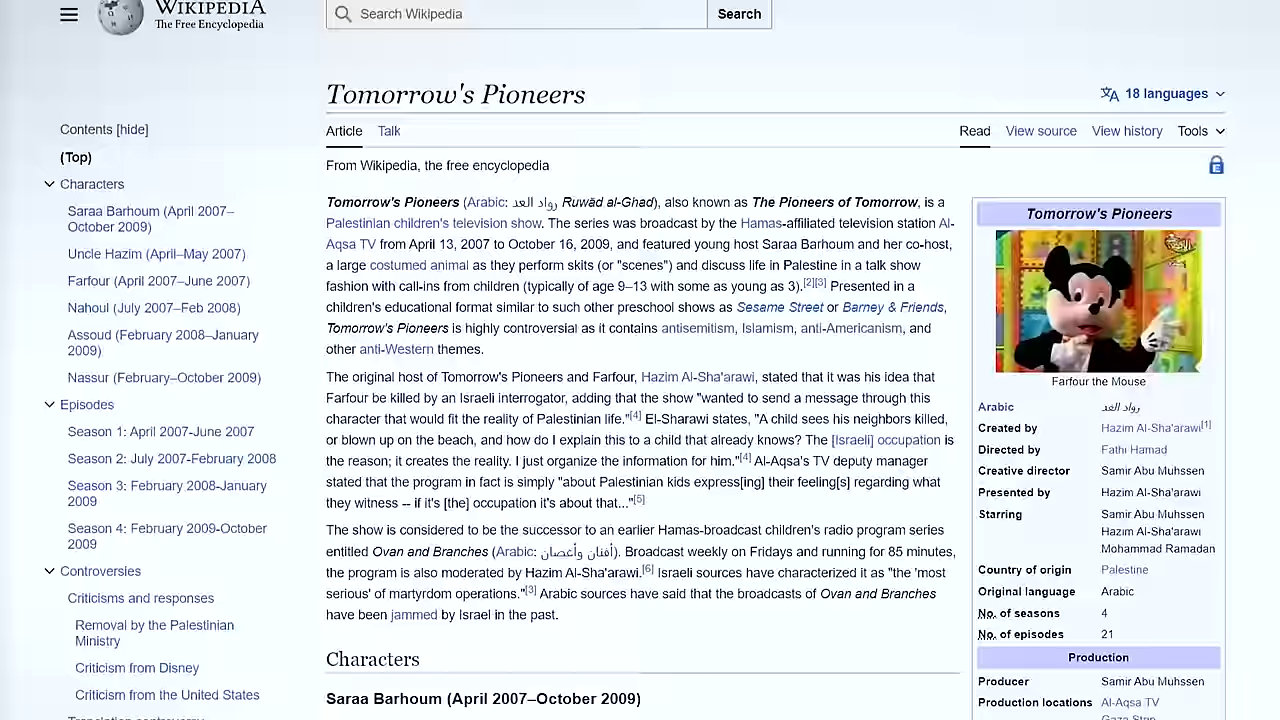 WIKIPEDIA
The Free Encyclopedia
Search Wikipedia
Search
Tomorrow's Pioneers
18 languages
Article
Talk
Read
View source
View history
Tools
From Wikipedia, the free encyclopedia
Contents [hide]
(Top)
Characters
Saraa Barhoum (April 2007–
October 2009)
Uncle Hazim (April–May 2007)
Farfour (April 2007–June 2007)
Nahoul (July 2007–Feb 2008)
Assoud (February 2008–January
2009)
Nassur (February–October 2009)
Episodes
Season 1: April 2007-June 2007
Season 2: July 2007-February 2008
Season 3: February 2008-January
2009
Season 4: February 2009-October
2009
Controversies
Criticisms and responses
Removal by the Palestinian
Ministry
Criticism from Disney
Criticism from the United States
Tomorrow's Pioneers (Arabic: رواد الغد Ruwād al-Ghad), also known as The Pioneers of Tomorrow, is a
Palestinian children's television show. The series was broadcast by the Hamas-affiliated television station Al-
Aqsa TV from April 13, 2007 to October 16, 2009, and featured young host Saraa Barhoum and her co-host,
a large costumed animal as they perform skits (or "scenes") and discuss life in Palestine in a talk show
fashion with call-ins from children (typically of age 9–13 with some as young as 3).[2][3] Presented in a
children's educational format similar to such other preschool shows as Sesame Street or Barney & Friends,
Tomorrow's Pioneers is highly controversial as it contains antisemitism, Islamism, anti-Americanism, and
other anti-Western themes.
The original host of Tomorrow's Pioneers and Farfour, Hazim Al-Sha'arawi, stated that it was his idea that
Farfour be killed by an Israeli interrogator, adding that the show "wanted to send a message through this
character that would fit the reality of Palestinian life."[4] El-Sharawi states, "A child sees his neighbors killed,
or blown up on the beach, and how do I explain this to a child that already knows? The [Israeli] occupation is
the reason; it creates the reality. I just organize the information for him."[4] Al-Aqsa's TV deputy manager
stated that the program in fact is simply "about Palestinian kids express[ing] their feeling[s] regarding what
they witness -- if it's [the] occupation it's about that..."[5]
The show is considered to be the successor to an earlier Hamas-broadcast children's radio program series
entitled Ovan and Branches (Arabic: أفنان وأغصان). Broadcast weekly on Fridays and running for 85 minutes,
the program is also moderated by Hazim Al-Sha'arawi.[6] Israeli sources have characterized it as "the 'most
serious' of martyrdom operations."[3] Arabic sources have said that the broadcasts of Ovan and Branches
have been jammed by Israel in the past.
Characters
Saraa Barhoum (April 2007–October 2009)
Tomorrow's Pioneers
Farfour the Mouse
Arabic رواد الغد
Created by Hazim Al-Sha'arawi[1]
Directed by Fathi Hamad
Creative director Samir Abu Muhssen
Presented by Hazim Al-Sha'arawi
Starring Samir Abu Muhssen
Hazim Al-Sha'arawi
Mohammad Ramadan
Country of origin Palestine
Original language Arabic
No. of seasons 4
No. of episodes 21
Production
Producer Samir Abu Muhssen
Production locations Al-Aqsa TV
Gaza Strip